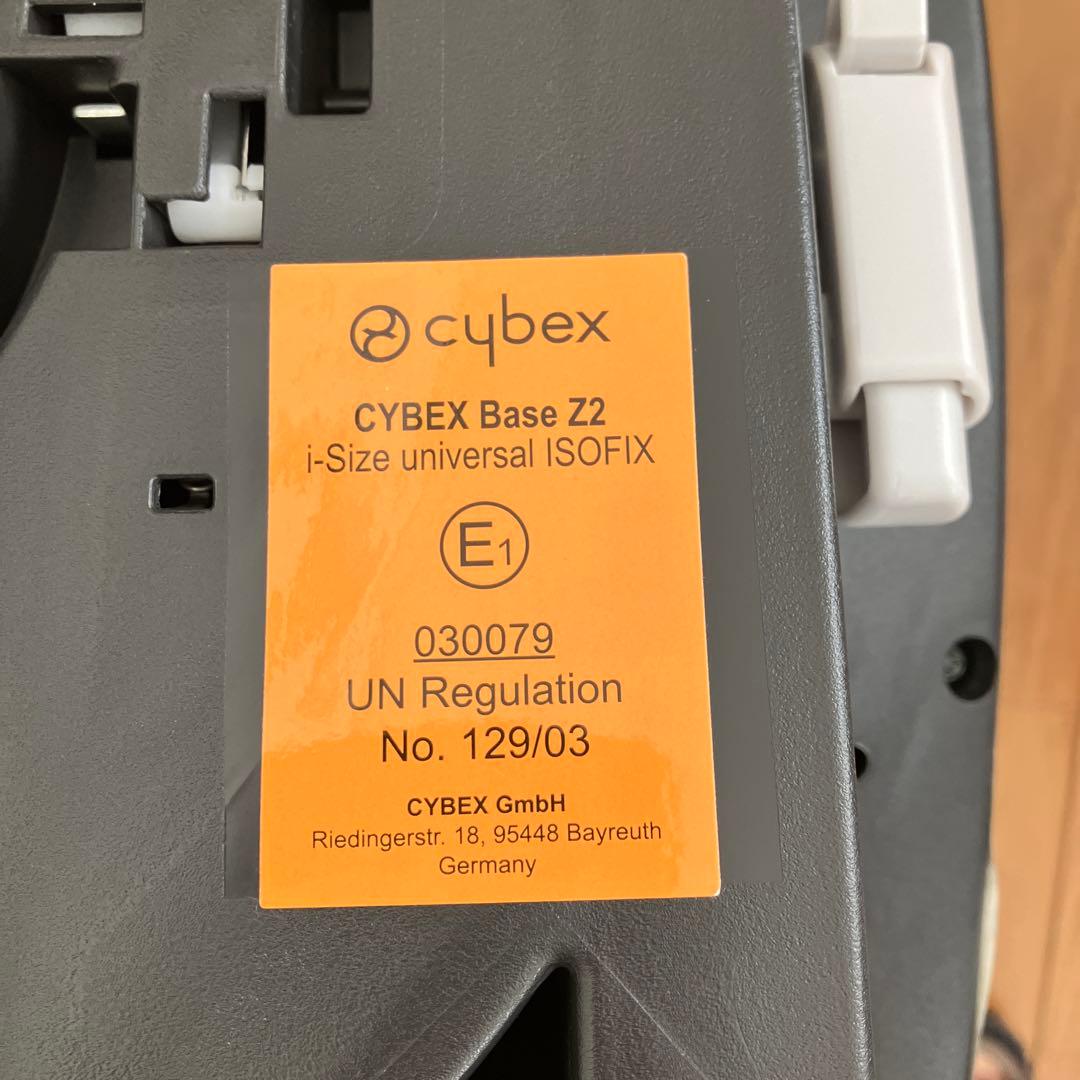 cybex
CYBEX Base Z2
i-Size universal ISOFIX
E1
030079
UN Regulation
No. 129/03
CYBEX GmbH
Riedingerstr. 18, 95448 Bayreuth
Germany